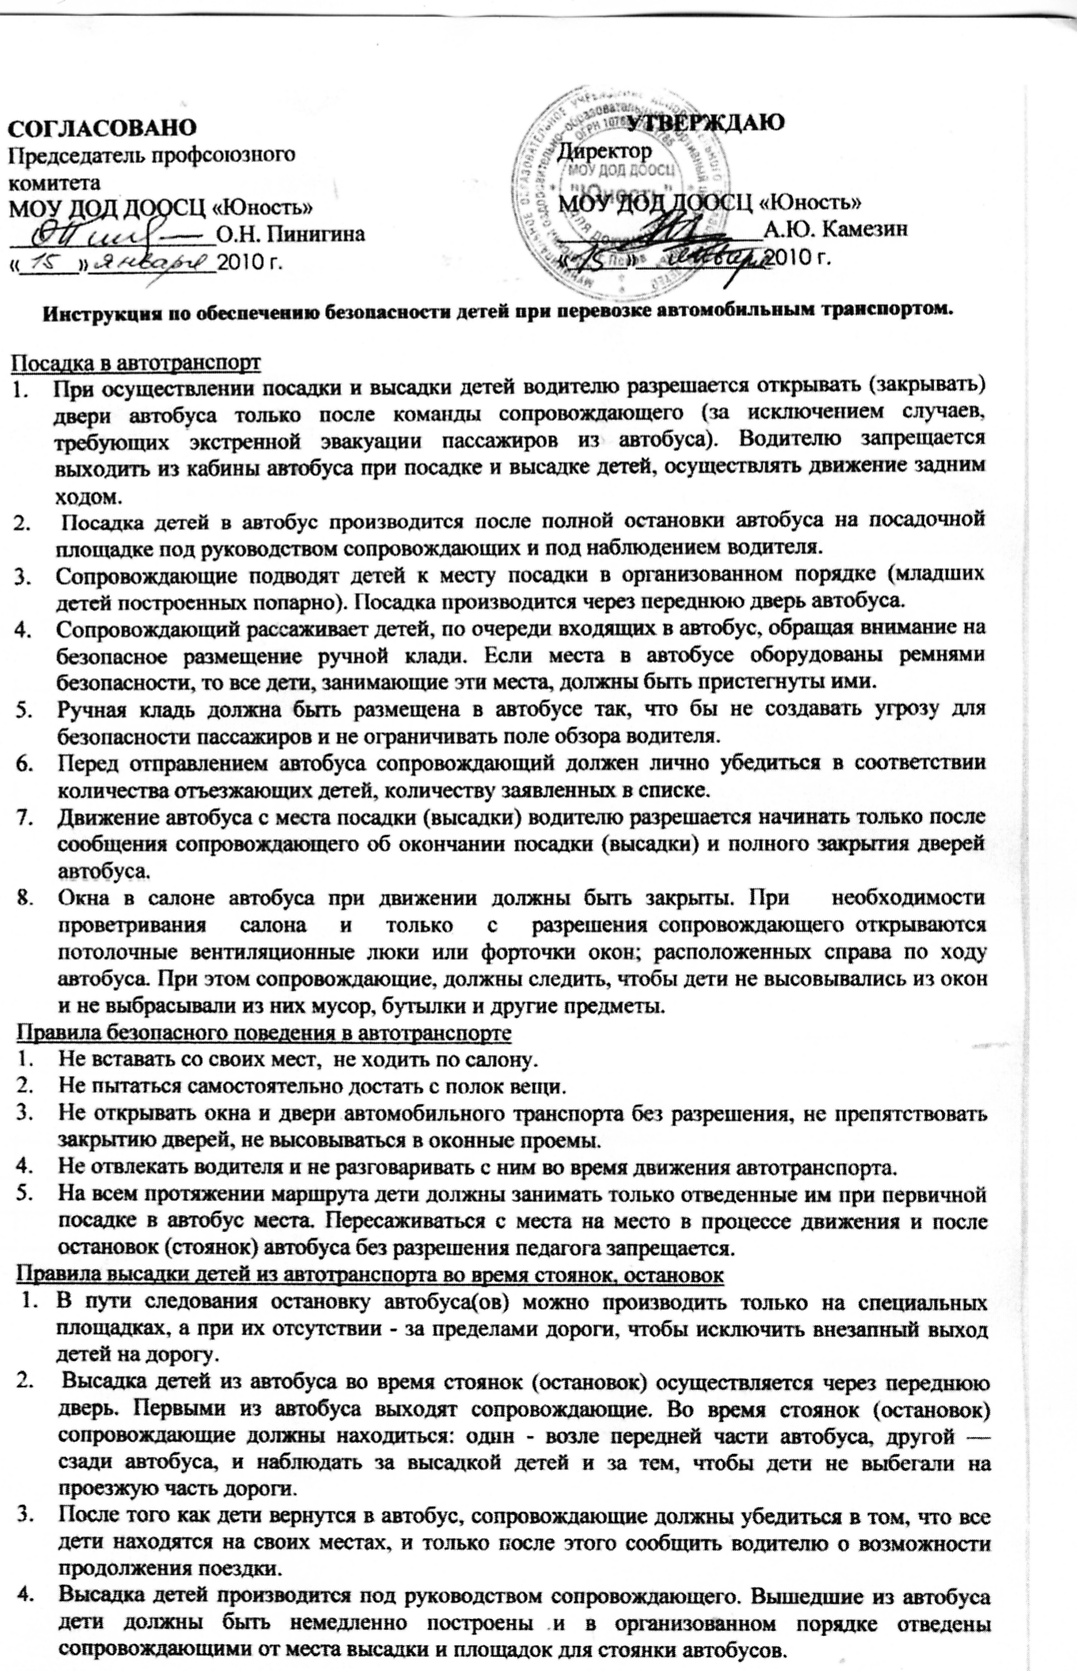 СОГЛАСОВАНО
Председатель профсоюзного
комитета
МОУ ДОД ДООСЦ «Юность»
О.Н. Пинигина
«15» января 2010 г.
УТВЕРЖДАЮ
Директор
МОУ ДОД ДООСЦ «Юность»
А.Ю. Камезин
«15» января 2010 г.
МОУ ДОД ДООСЦ
"Юность"
Инструкция по обеспечению безопасности детей при перевозке автомобильным транспортом.
Посадка в автотранспорт
1. При осуществлении посадки и высадки детей водителю разрешается открывать (закрывать)
двери автобуса только после команды сопровождающего (за исключением случаев,
требующих экстренной эвакуации пассажиров из автобуса). Водителю запрещается
выходить из кабины автобуса при посадке и высадке детей, осуществлять движение задним
ходом.
2. Посадка детей в автобус производится после полной остановки автобуса на посадочной
площадке под руководством сопровождающих и под наблюдением водителя.
3. Сопровождающие подводят детей к месту посадки в организованном порядке (младших
детей построенных попарно). Посадка производится через переднюю дверь автобуса.
4. Сопровождающий рассаживает детей, по очереди входящих в автобус, обращая внимание на
безопасное размещение ручной клади. Если места в автобусе оборудованы ремнями
безопасности, то все дети, занимающие эти места, должны быть пристегнуты ими.
5. Ручная кладь должна быть размещена в автобусе так, что бы не создавать угрозу для
безопасности пассажиров и не ограничивать поле обзора водителя.
6. Перед отправлением автобуса сопровождающий должен лично убедиться в соответствии
количества отъезжающих детей, количеству заявленных в списке.
7. Движение автобуса с места посадки (высадки) водителю разрешается начинать только после
сообщения сопровождающего об окончании посадки (высадки) и полного закрытия дверей
автобуса.
8. Окна в салоне автобуса при движении должны быть закрыты. При необходимости
проветривания салона и только с разрешения сопровождающего открываются
потолочные вентиляционные люки или форточки окон; расположенных справа по ходу
автобуса. При этом сопровождающие, должны следить, чтобы дети не высовывались из окон
и не выбрасывали из них мусор, бутылки и другие предметы.
Правила безопасного поведения в автотранспорте
1. Не вставать со своих мест, не ходить по салону.
2. Не пытаться самостоятельно достать с полок вещи.
3. Не открывать окна и двери автомобильного транспорта без разрешения, не препятствовать
закрытию дверей, не высовываться в оконные проемы.
4. Не отвлекать водителя и не разговаривать с ним во время движения автотранспорта.
5. На всем протяжении маршрута дети должны занимать только отведенные им при первичной
посадке в автобус места. Пересаживаться с места на место в процессе движения и после
остановок (стоянок) автобуса без разрешения педагога запрещается.
Правила высадки детей из автотранспорта во время стоянок, остановок
1. В пути следования остановку автобуса(ов) можно производить только на специальных
площадках, а при их отсутствии - за пределами дороги, чтобы исключить внезапный выход
детей на дорогу.
2. Высадка детей из автобуса во время стоянок (остановок) осуществляется через переднюю
дверь. Первыми из автобуса выходят сопровождающие. Во время стоянок (остановок)
сопровождающие должны находиться: один - возле передней части автобуса, другой —
сзади автобуса, и наблюдать за высадкой детей и за тем, чтобы дети не выбегали на
проезжую часть дороги.
3. После того как дети вернутся в автобус, сопровождающие должны убедиться в том, что все
дети находятся на своих местах, и только после этого сообщить водителю о возможности
продолжения поездки.
4. Высадка детей производится под руководством сопровождающего. Вышедшие из автобуса
дети должны быть немедленно построены и в организованном порядке отведены
сопровождающими от места высадки и площадок для стоянки автобусов.